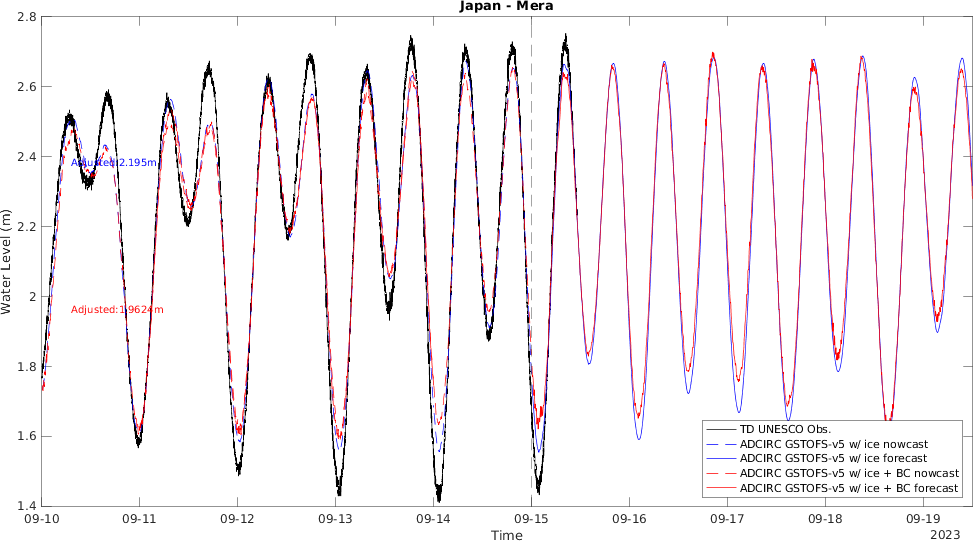 Japan - Mera
2.8
2.6
2.4
2.2
2
1.8
1.6
1.4
Water Level (m)
Adjusted:2.195m
Adjusted:1.9624m
TD UNESCO Obs.
ADCIRC GSTOFS-v5 w/ ice nowcast
ADCIRC GSTOFS-v5 w/ ice forecast
ADCIRC GSTOFS-v5 w/ ice + BC nowcast
ADCIRC GSTOFS-v5 w/ ice + BC forecast
09-10 09-11 09-12 09-13 09-14 09-15 09-16 09-17 09-18 09-19
Time
2023